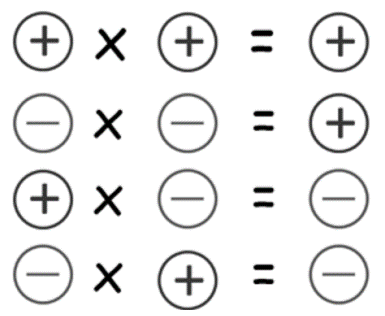 ⊕ × ⊕ = ⊕
⊖ × ⊖ = ⊕
⊕ × ⊖ = ⊖
⊖ × ⊕ = ⊖